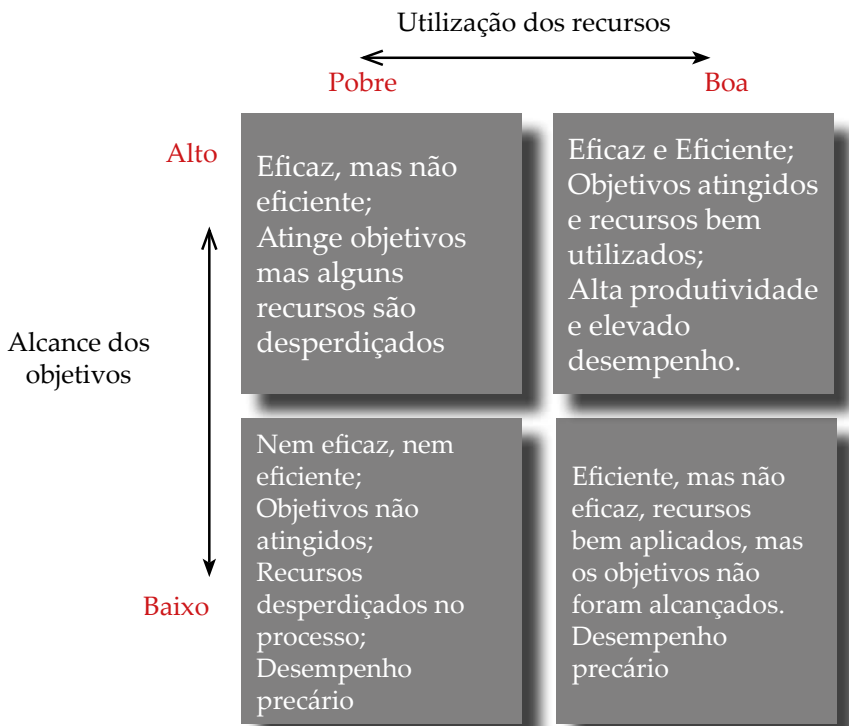 Utilização dos recursos
Pobre
Boa
Alto
Eficaz, mas não
eficiente;
Atinge objetivos
mas alguns
recursos são
desperdiçados
Eficaz e Eficiente;
Objetivos atingidos
e recursos bem
utilizados;
Alta produtividade
e elevado
desempenho.
Alcance dos
objetivos
Baixo
Nem eficaz, nem
eficiente;
Objetivos não
atingidos;
Recursos
desperdiçados no
processo;
Desempenho
precário
Eficiente, mas não
eficaz, recursos
bem aplicados, mas
os objetivos não
foram alcançados.
Desempenho
precário